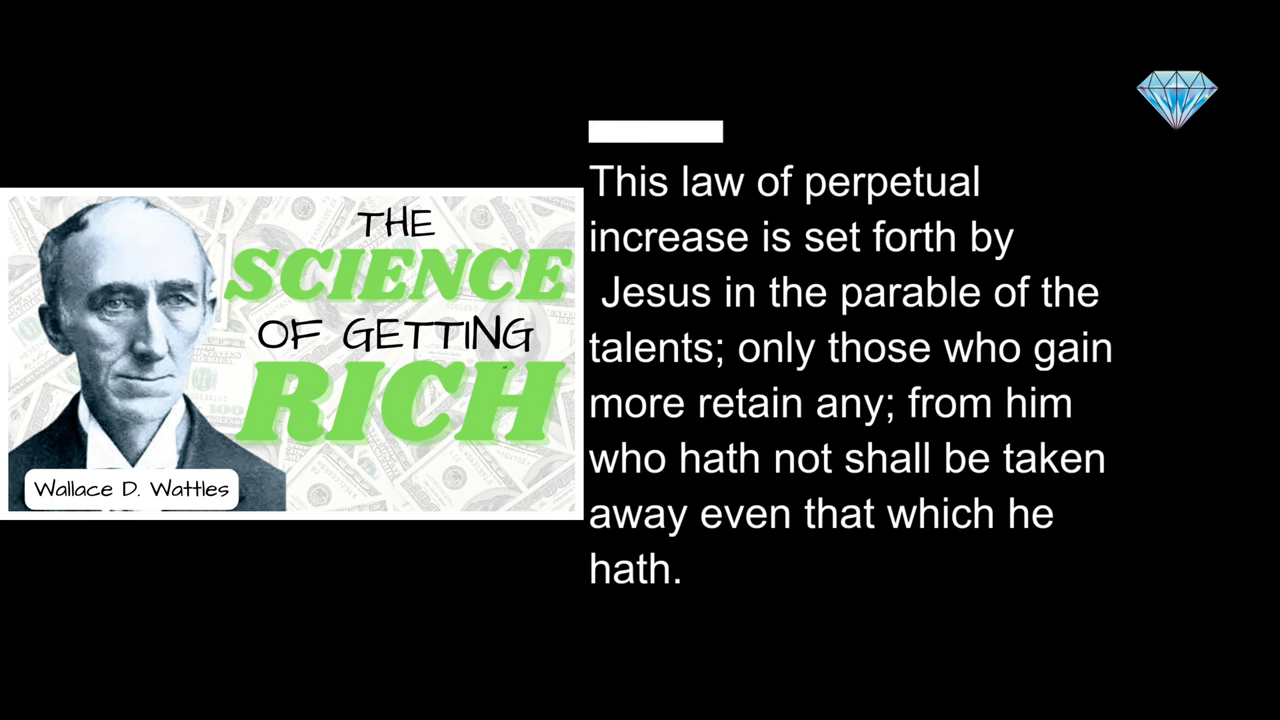 THE
SCIENCE
OF GETTING
RICH
Wallace D. Wattles
This law of perpetual
increase is set forth by
Jesus in the parable of the
talents; only those who gain
more retain any; from him
who hath not shall be taken
away even that which he
hath.